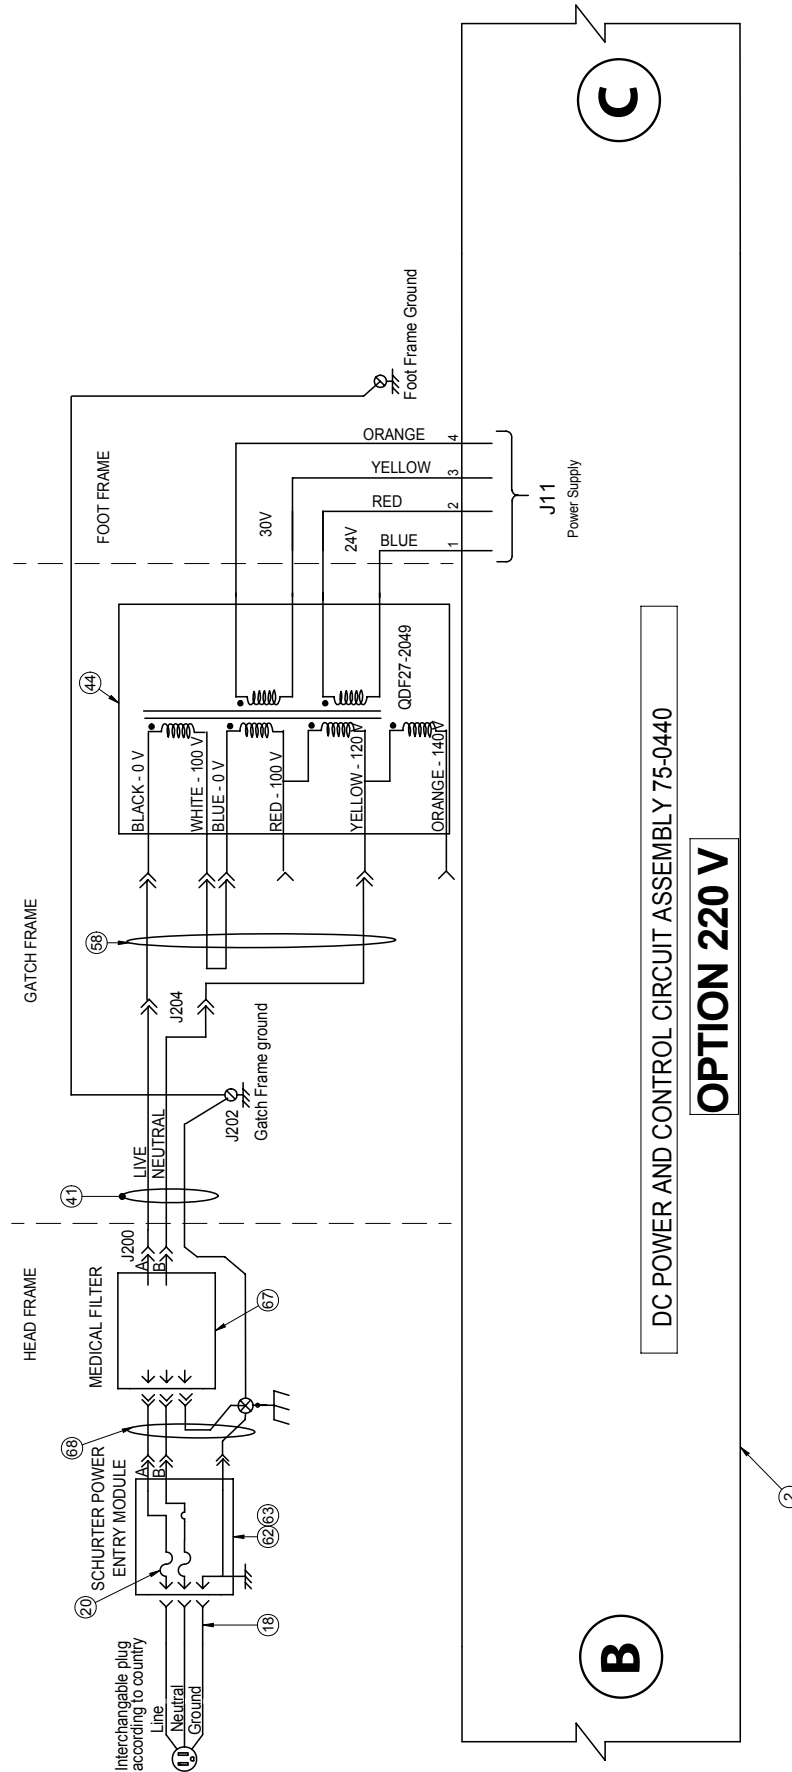 HEAD FRAME
GATCH FRAME
FOOT FRAME
Interchangable plug
according to country
Line
Neutral
Ground
18
20
SCHURTER POWER
ENTRY MODULE
A
B
62
63
68
MEDICAL FILTER
67
J200
A
B
41
LIVE
NEUTRAL
J202
Gatch Frame ground
J204
58
44
BLACK - 0 V
WHITE - 100 V
BLUE - 0 V
RED - 100 V
YELLOW - 120 V
ORANGE - 140 V
QDF27-2049
30V
24V
ORANGE
4
YELLOW
3
RED
2
BLUE
1
J11
Power Supply
Foot Frame Ground
B
C
DC POWER AND CONTROL CIRCUIT ASSEMBLY 75-0440
OPTION 220 V
2